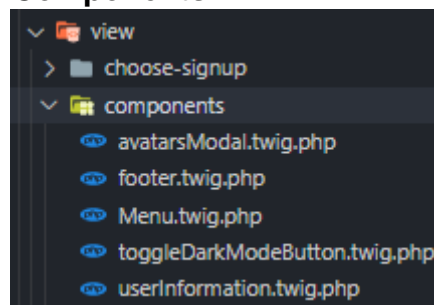 view
choose-signup
components
avatarsModal.twig.php
footer.twig.php
Menu.twig.php
toggleDarkModeButton.twig.php
userInformation.twig.php